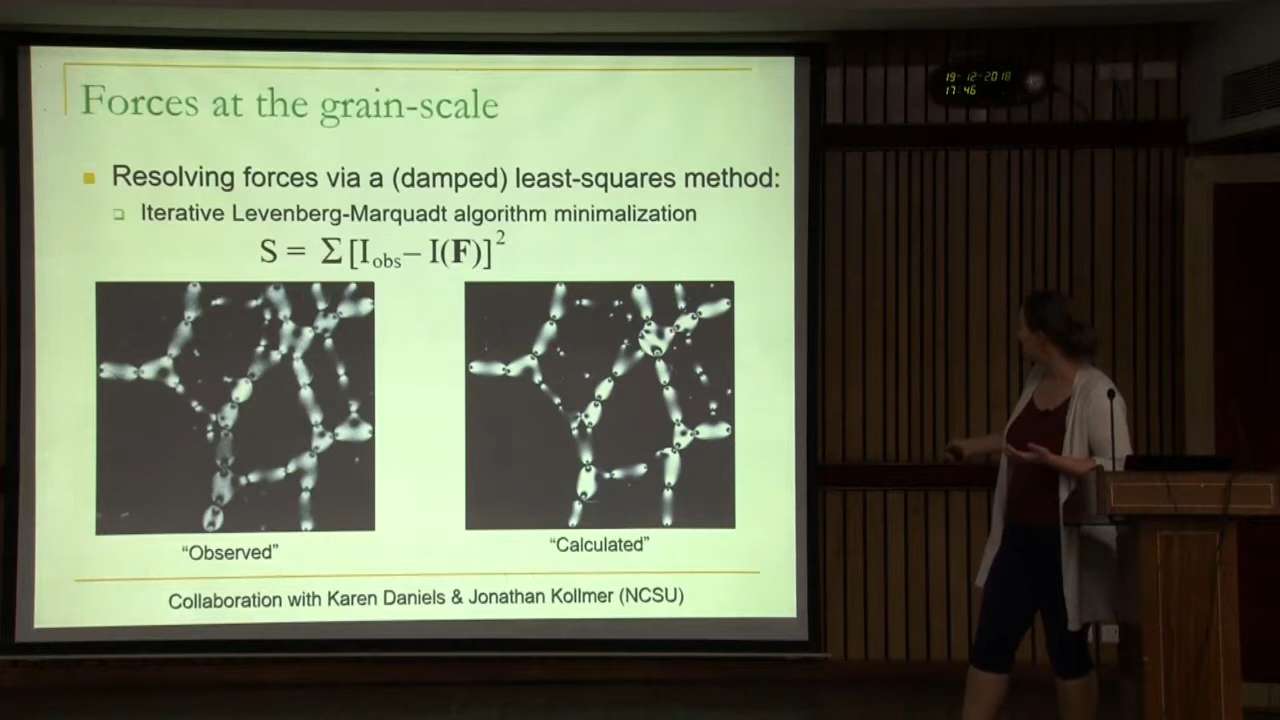 19-12-2018
17:46
Forces at the grain-scale
Resolving forces via a (damped) least-squares method:
Iterative Levenberg-Marquadt algorithm minimalization
S = Σ[I_obs – I(F)]²
"Observed"
"Calculated"
Collaboration with Karen Daniels & Jonathan Kollmer (NCSU)